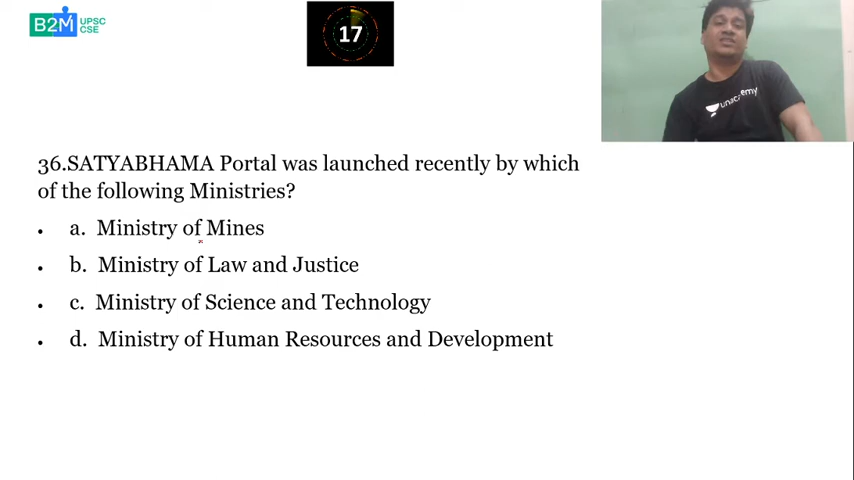 B2M UPSC
CSE
17
unacademy
36.SATYABHAMA Portal was launched recently by which
of the following Ministries?
• a. Ministry of Mines
• b. Ministry of Law and Justice
• c. Ministry of Science and Technology
• d. Ministry of Human Resources and Development